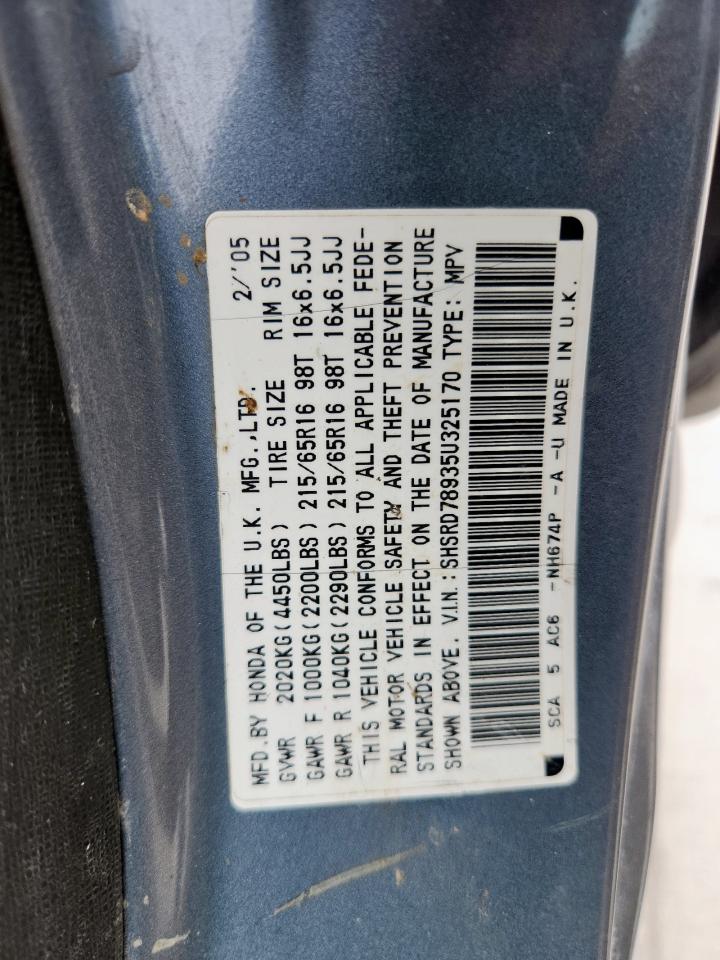 MFD.BY HONDA OF THE U.K. MFG.,LTD. 2/'05
GVWR 2020KG(4450LBS) TIRE SIZE RIM SIZE
GAWR F 1000KG(2200LBS) 215/65R16 98T 16x6.5JJ
GAWR R 1040KG(2290LBS) 215/65R16 98T 16x6.5JJ
THIS VEHICLE CONFORMS TO ALL APPLICABLE FEDE-
RAL MOTOR VEHICLE SAFETY AND THEFT PREVENTION
STANDARDS IN EFFECT ON THE DATE OF MANUFACTURE
SHOWN ABOVE. V.I.N.:SHSRD78935U325170 TYPE: MPV
SCA 5 AC6 -NH674P -A -U MADE IN U.K.